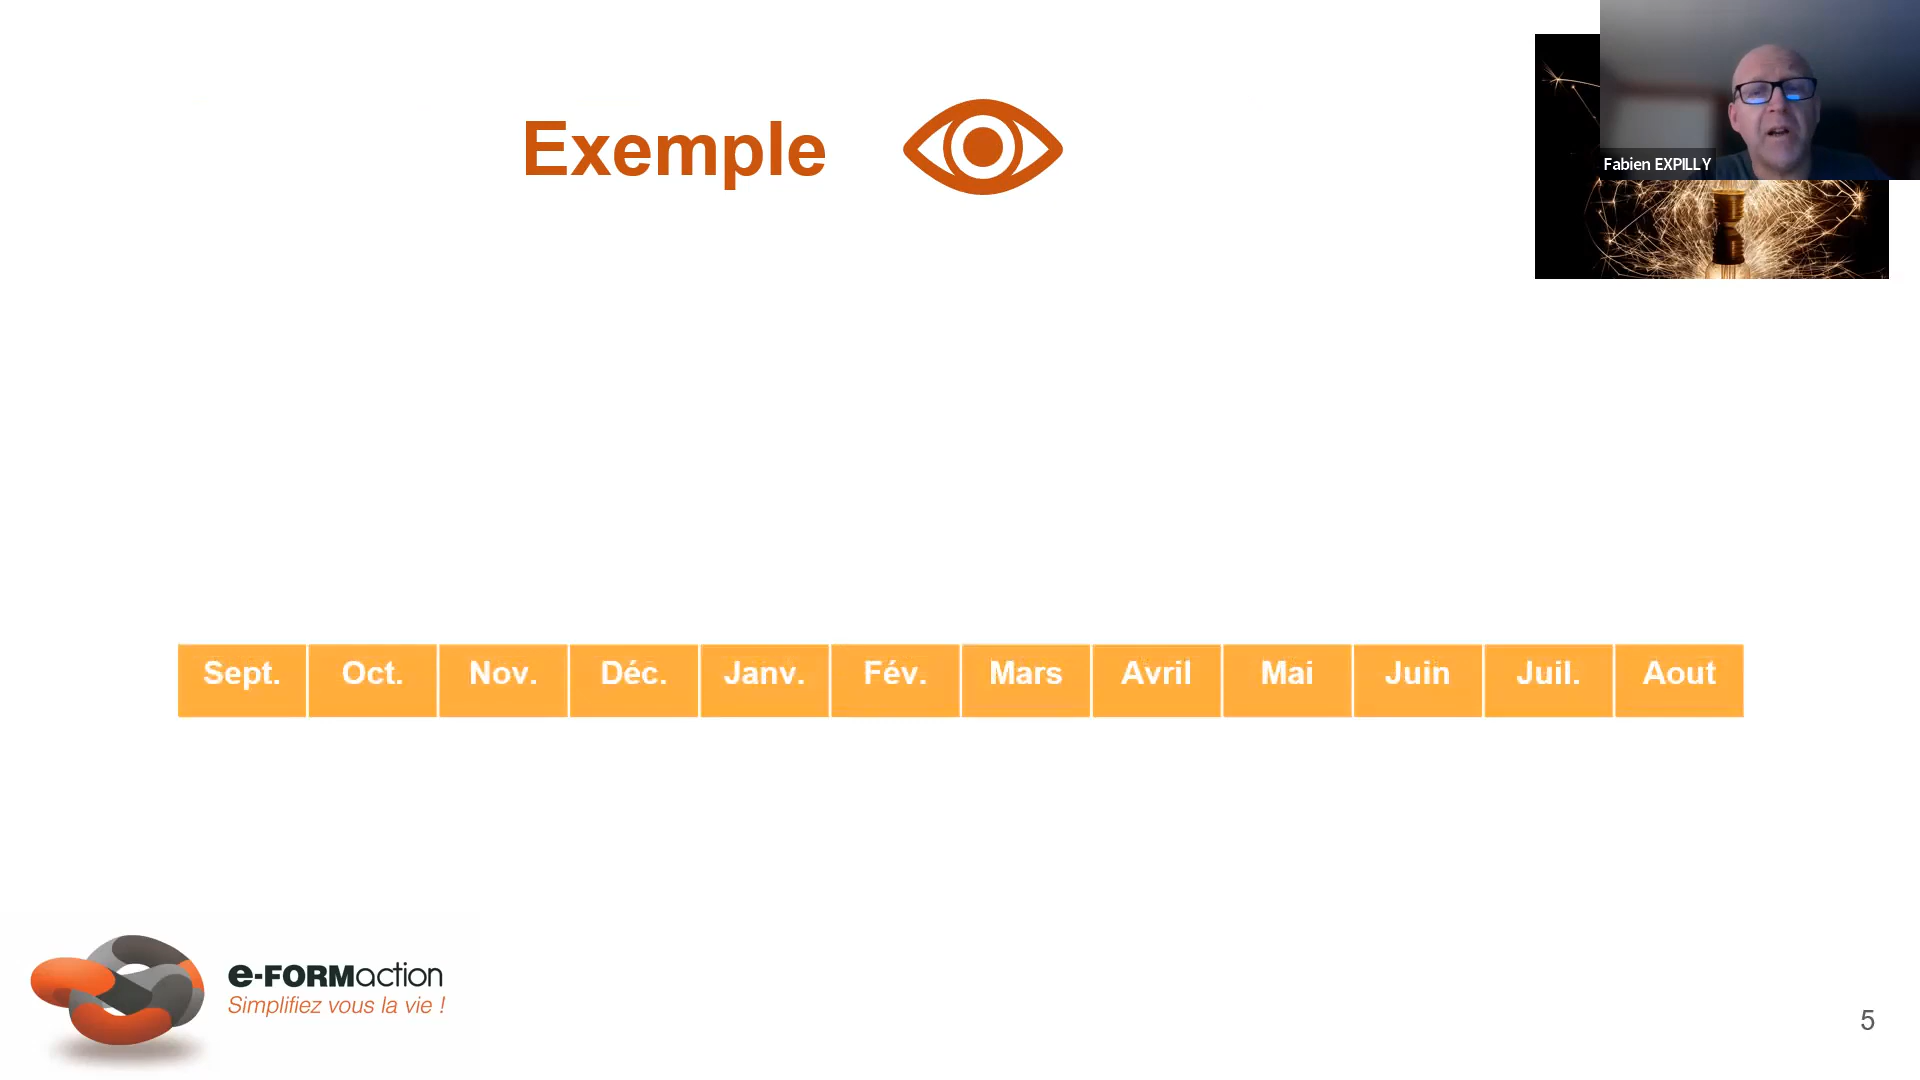 Exemple
Fabien EXPILLY
Sept. Oct. Nov. Déc. Janv. Fév. Mars Avril Mai Juin Juil. Aout
e-FORMaction
Simplifiez vous la vie !
5